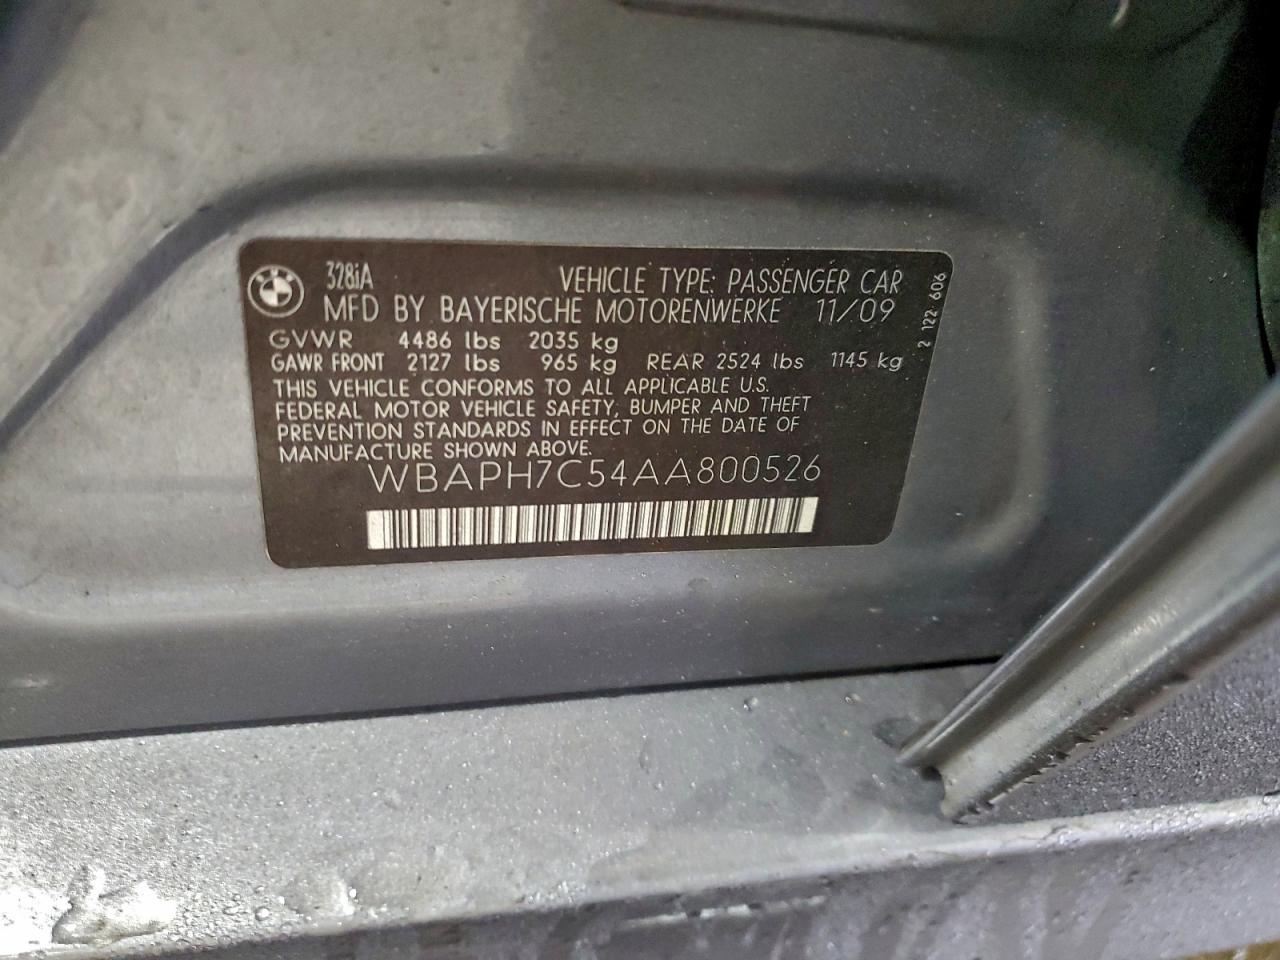 328iA VEHICLE TYPE: PASSENGER CAR
MFD BY BAYERISCHE MOTORENWERKE 11/09
GVWR 4486 lbs 2035 kg
GAWR FRONT 2127 lbs 965 kg REAR 2524 lbs 1145 kg
THIS VEHICLE CONFORMS TO ALL APPLICABLE U.S.
FEDERAL MOTOR VEHICLE SAFETY, BUMPER AND THEFT
PREVENTION STANDARDS IN EFFECT ON THE DATE OF
MANUFACTURE SHOWN ABOVE.
WBAPH7C54AA800526
2 122 606